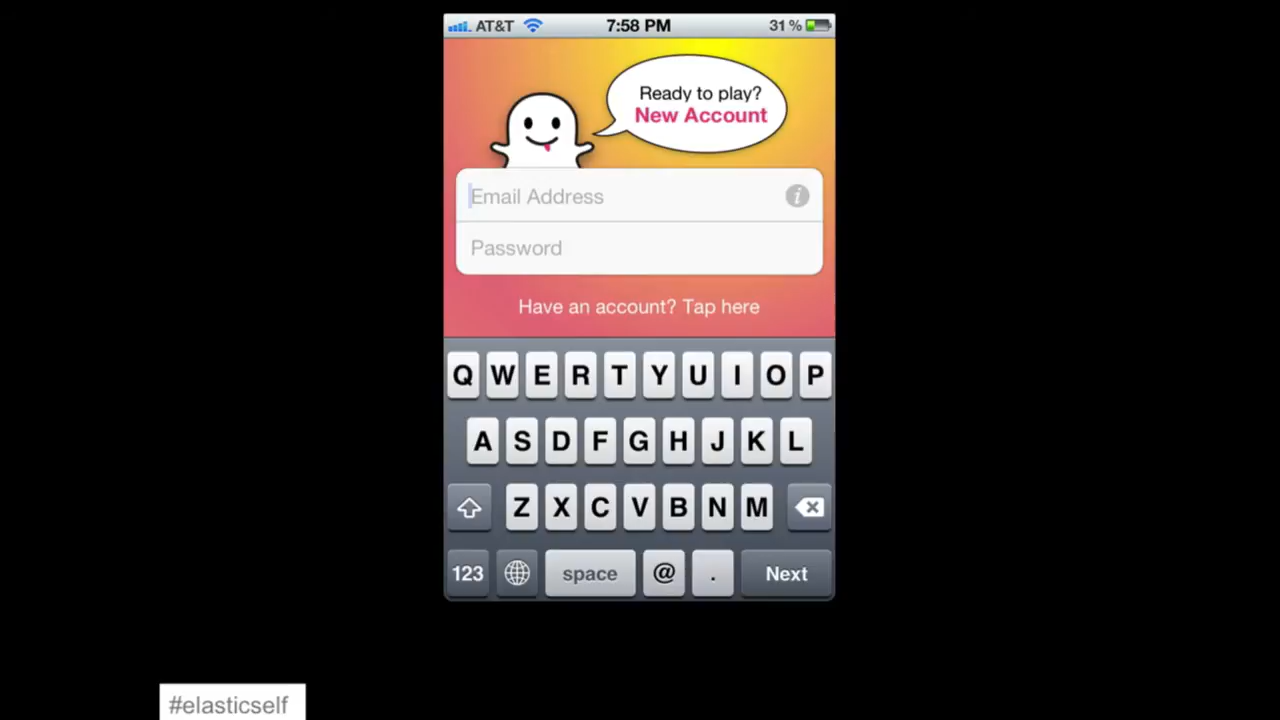 AT&T 7:58 PM 31 %
Ready to play?
New Account
Email Address
Password
Have an account? Tap here
Q W E R T Y U I O P
A S D F G H J K L
Z X C V B N M
123 space @ . Next
#elasticself